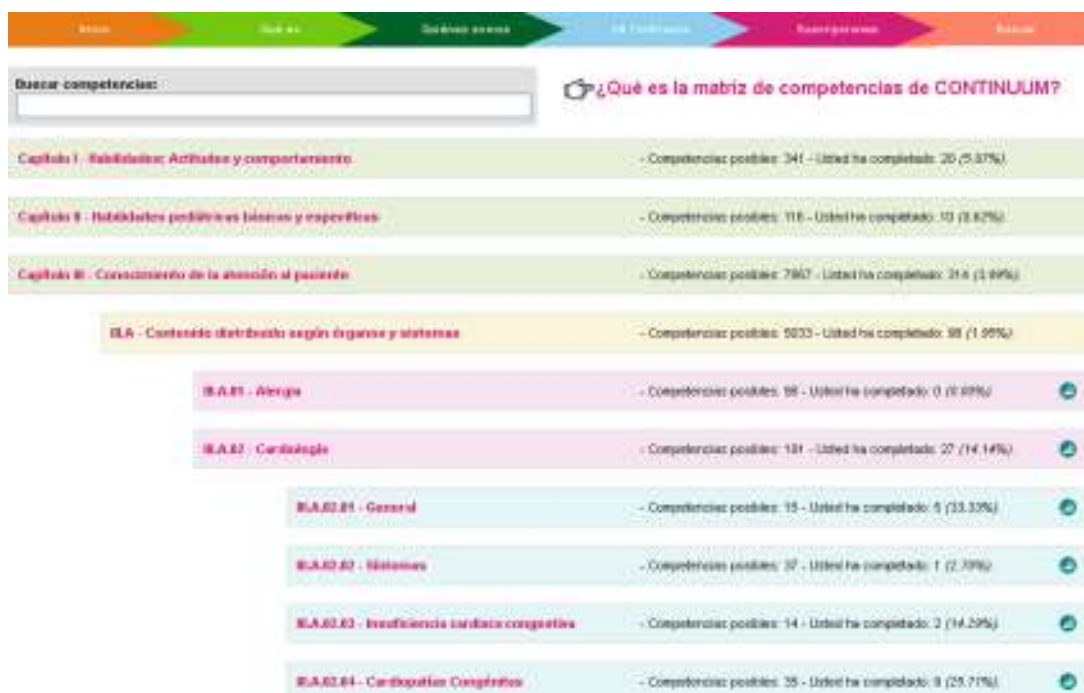 Inicio
Qué es
Quiénes somos
Mi Continuum
Suscripciones
Buscar
Buscar competencias:
¿Qué es la matriz de competencias de CONTINUUM?
Capítulo I - Habilidades: Actitudes y comportamiento - Competencias posibles: 341 - Usted ha completado: 20 (5.87%)
Capítulo II - Habilidades pediátricas básicas y específicas - Competencias posibles: 116 - Usted ha completado: 10 (8.62%)
Capítulo III - Conocimiento de la atención al paciente - Competencias posibles: 7867 - Usted ha completado: 314 (3.99%)
III.A - Contenido distribuido según órganos y sistemas - Competencias posibles: 5033 - Usted ha completado: 98 (1.95%)
III.A.01 - Alergia - Competencias posibles: - Usted ha completado: 0 (0.00%)
III.A.02 - Cardiología - Competencias posibles: 191 - Usted ha completado: 27 (14.14%)
III.A.02.01 - General - Competencias posibles: 15 - Usted ha completado: 5 (33.33%)
III.A.02.02 - Síntomas - Competencias posibles: 37 - Usted ha completado: 1 (2.70%)
III.A.02.03 - Insuficiencia cardiaca congestiva - Competencias posibles: 14 - Usted ha completado: 2 (14.29%)
III.A.02.04 - Cardiopatías Congénitas - Competencias posibles: 35 - Usted ha completado: 9 (25.71%)